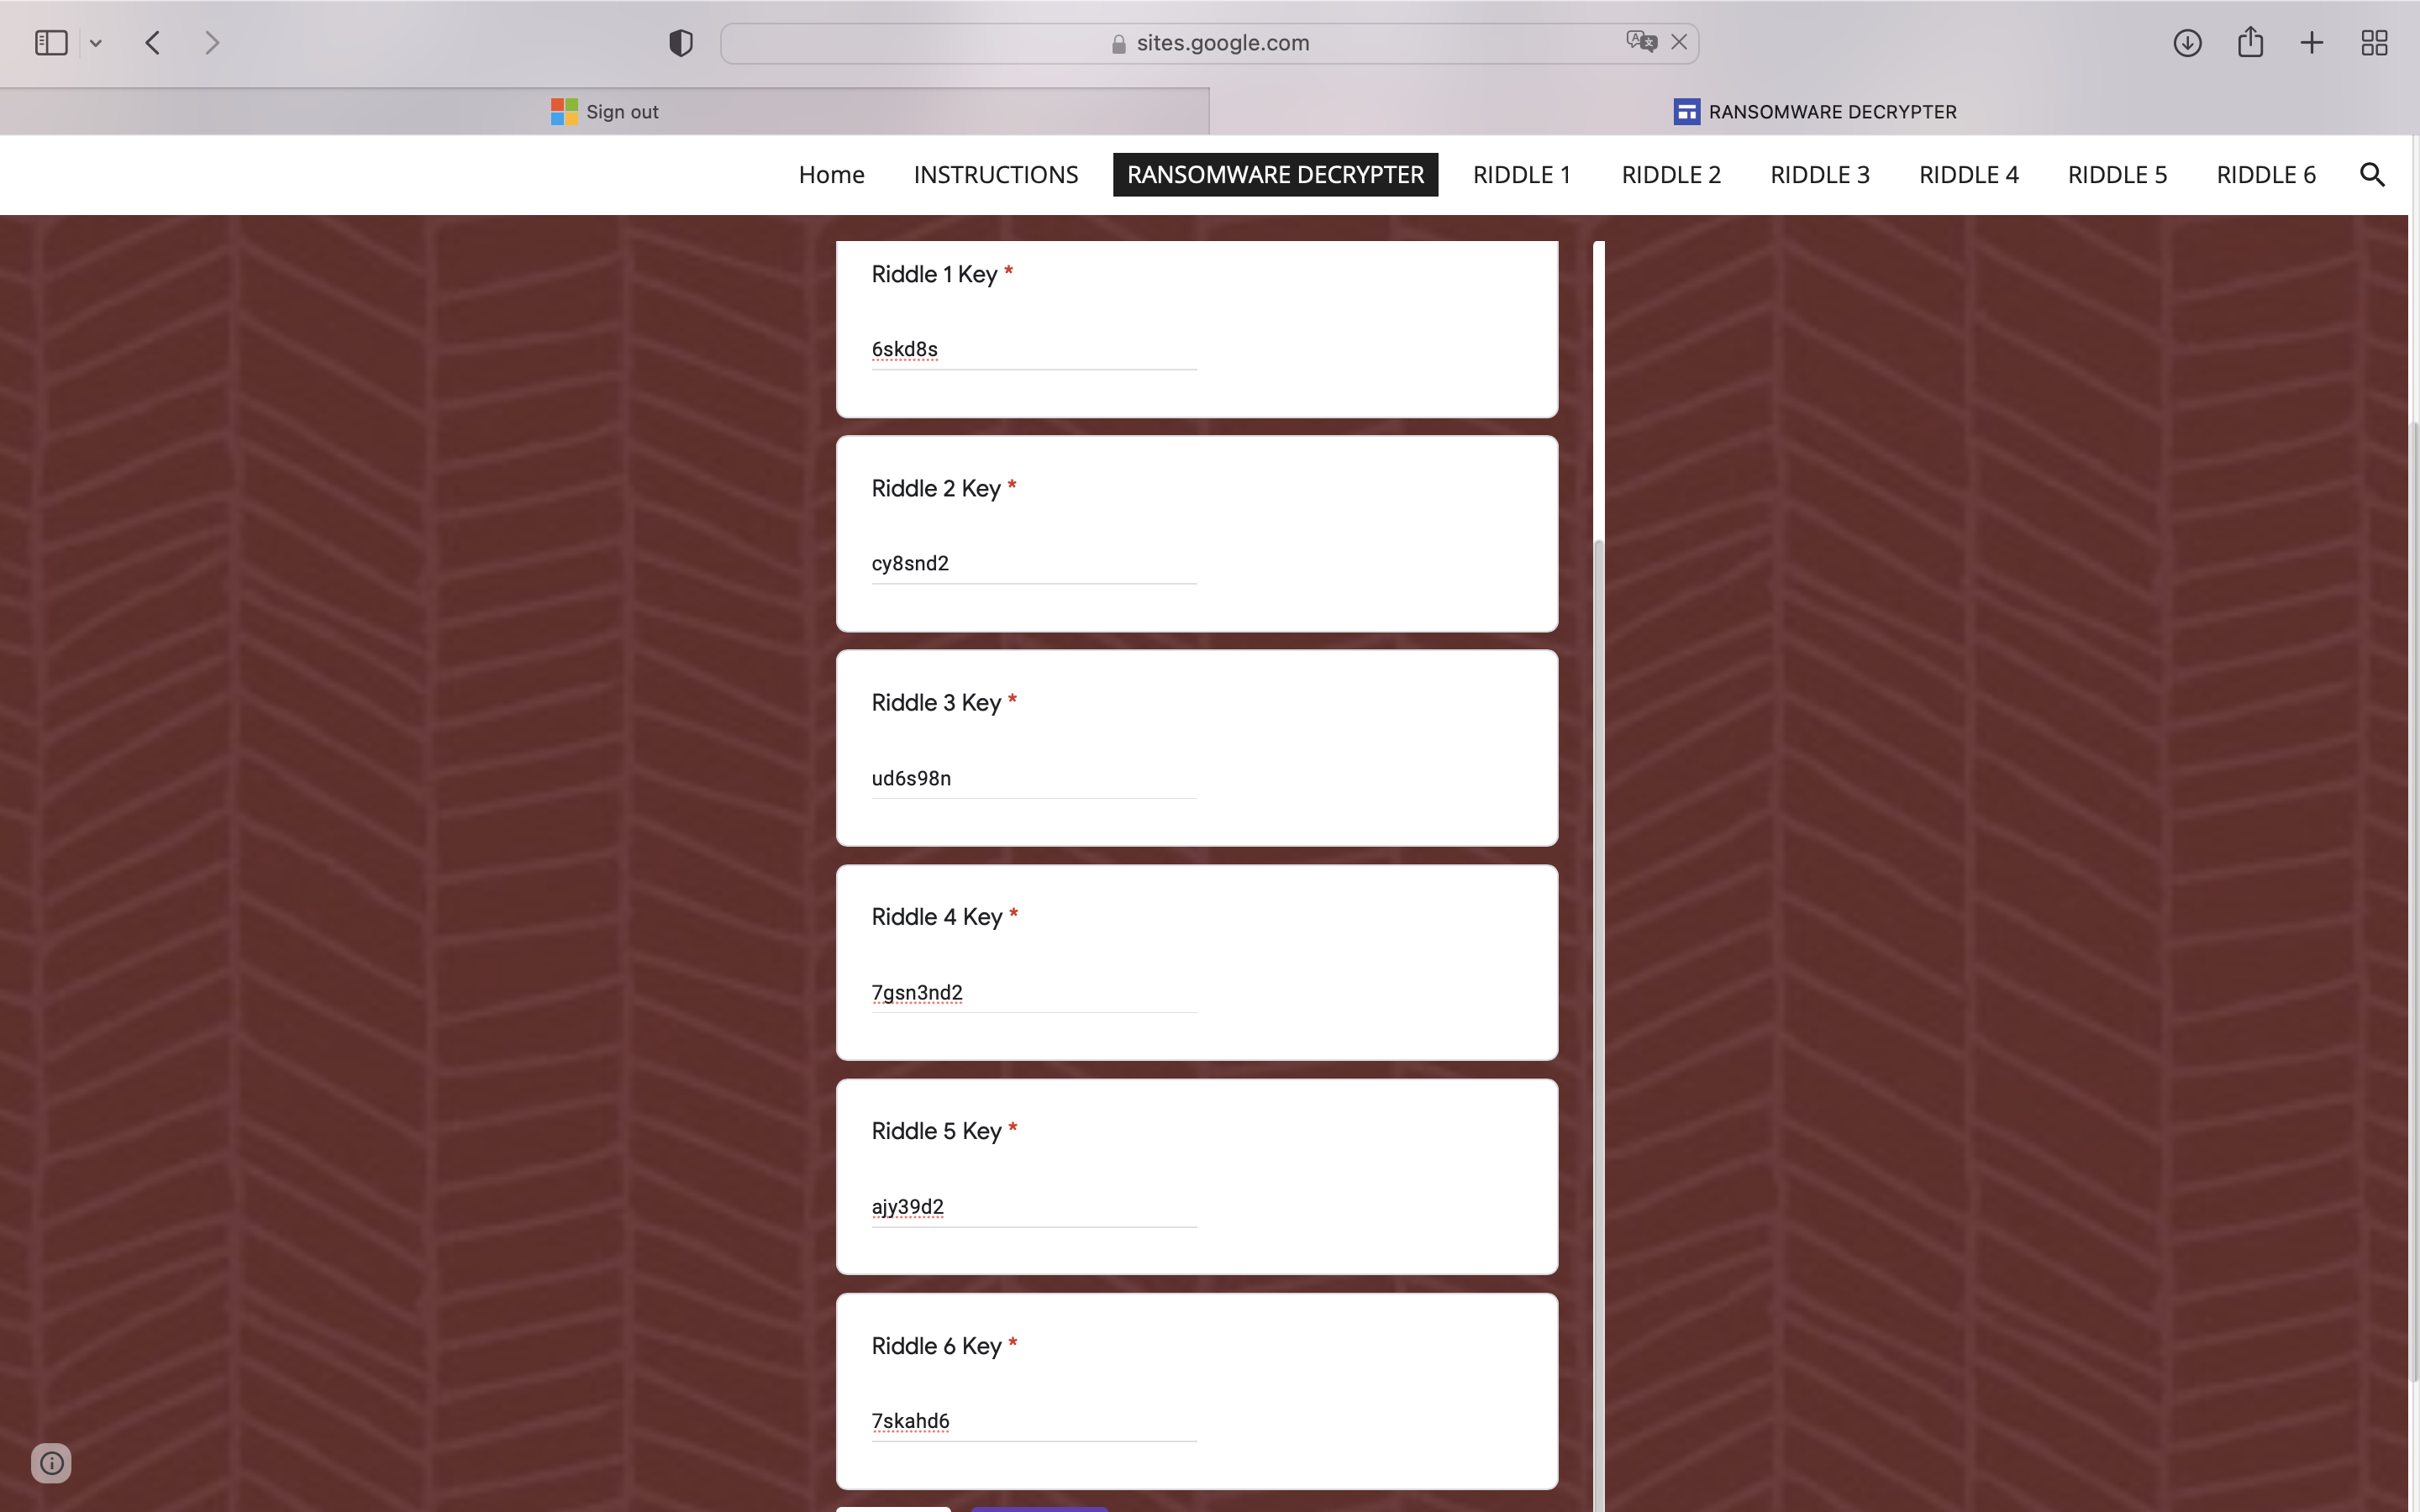 sites.google.com
Sign out
RANSOMWARE DECRYPTER
Home
INSTRUCTIONS
RANSOMWARE DECRYPTER
RIDDLE 1
RIDDLE 2
RIDDLE 3
RIDDLE 4
RIDDLE 5
RIDDLE 6
Riddle 1 Key *
6skd8s
Riddle 2 Key *
cy8snd2
Riddle 3 Key *
ud6s98n
Riddle 4 Key *
7gsn3nd2
Riddle 5 Key *
ajy39d2
Riddle 6 Key *
7skahd6